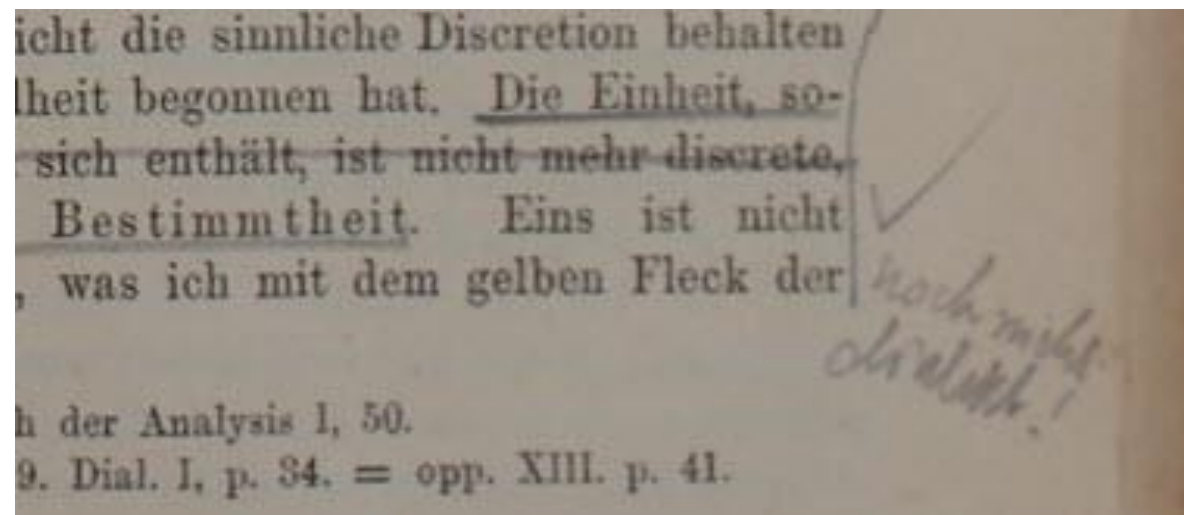 icht die sinnliche Discretion behalten
lheit begonnen hat. Die Einheit, so-
sich enthält, ist nicht mehr discrete,
Bestimmtheit. Eins ist nicht
, was ich mit dem gelben Fleck der
noch nicht
h der Analysis I, 50.
9. Dial. I, p. 34. = opp. XIII. p. 41.